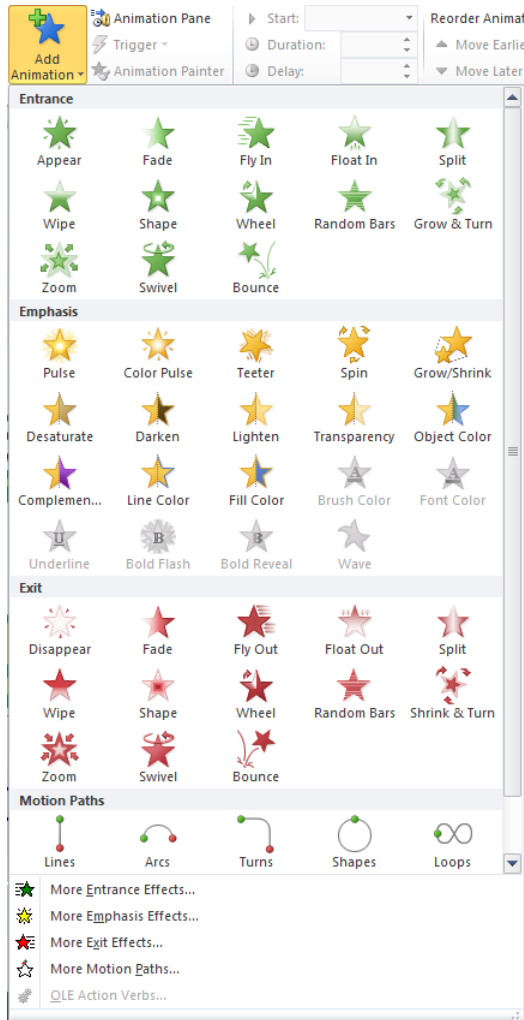 Add
Animation
Animation Pane
Trigger
Animation Painter
Start:
Duration:
Delay:
Reorder Animat
Move Earlie
Move Later
Entrance
Appear Fade Fly In Float In Split
Wipe Shape Wheel Random Bars Grow & Turn
Zoom Swivel Bounce
Emphasis
Pulse Color Pulse Teeter Spin Grow/Shrink
Desaturate Darken Lighten Transparency Object Color
Complemen... Line Color Fill Color Brush Color Font Color
Underline Bold Flash Bold Reveal Wave
Exit
Disappear Fade Fly Out Float Out Split
Wipe Shape Wheel Random Bars Shrink & Turn
Zoom Swivel Bounce
Motion Paths
Lines Arcs Turns Shapes Loops
More Entrance Effects...
More Emphasis Effects...
More Exit Effects...
More Motion Paths...
OLE Action Verbs...